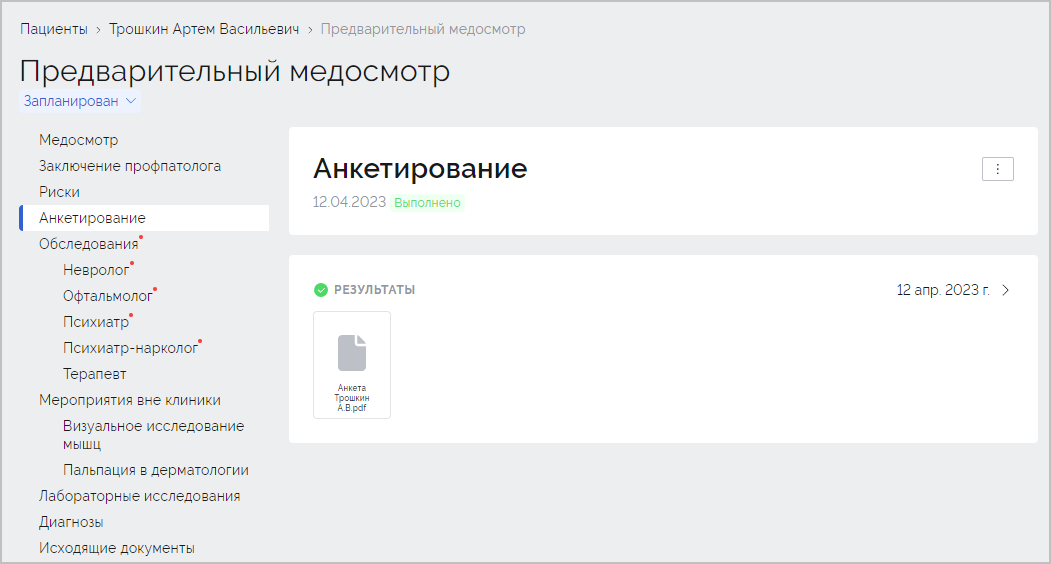 Пациенты › Трошкин Артем Васильевич › Предварительный медосмотр
Предварительный медосмотр
Запланирован
Медосмотр
Заключение профпатолога
Риски
Анкетирование
Обследования
Невролог
Офтальмолог
Психиатр
Психиатр-нарколог
Терапевт
Мероприятия вне клиники
Визуальное исследование
мышц
Пальпация в дерматологии
Лабораторные исследования
Диагнозы
Исходящие документы
Анкетирование
12.04.2023 Выполнено
РЕЗУЛЬТАТЫ
12 апр. 2023 г.
Анкета
Трошкин
А.В.pdf